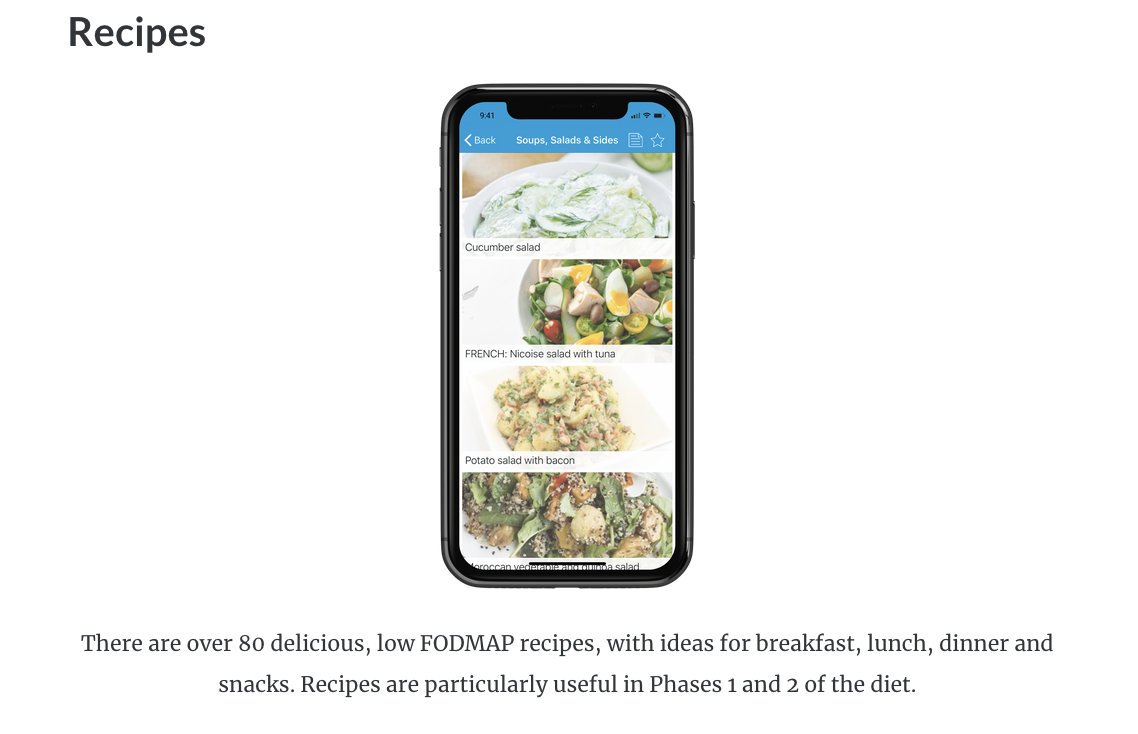 Recipes
9:41
Back
Soups, Salads & Sides
Cucumber salad
FRENCH: Nicoise salad with tuna
Potato salad with bacon
Moroccan vegetable and quinoa salad
There are over 80 delicious, low FODMAP recipes, with ideas for breakfast, lunch, dinner and
snacks. Recipes are particularly useful in Phases 1 and 2 of the diet.